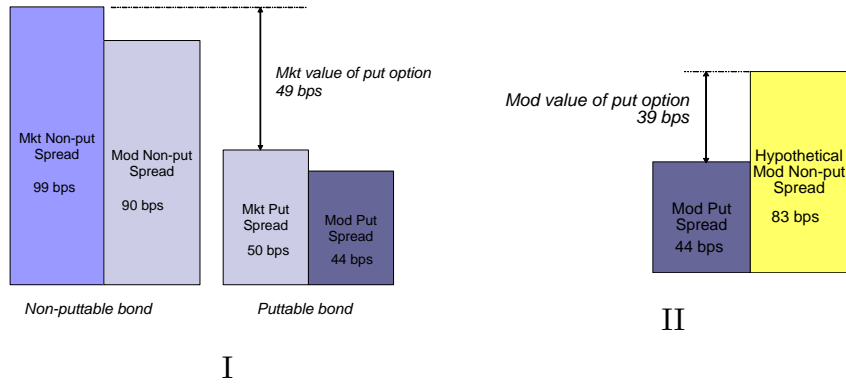 Mkt value of put option
49 bps
Mkt Non-put
Spread
99 bps
Mod Non-put
Spread
90 bps
Mkt Put
Spread
50 bps
Mod Put
Spread
44 bps
Non-puttable bond
Puttable bond
I
Mod value of put option
39 bps
Mod Put
Spread
44 bps
Hypothetical
Mod Non-put
Spread
83 bps
II